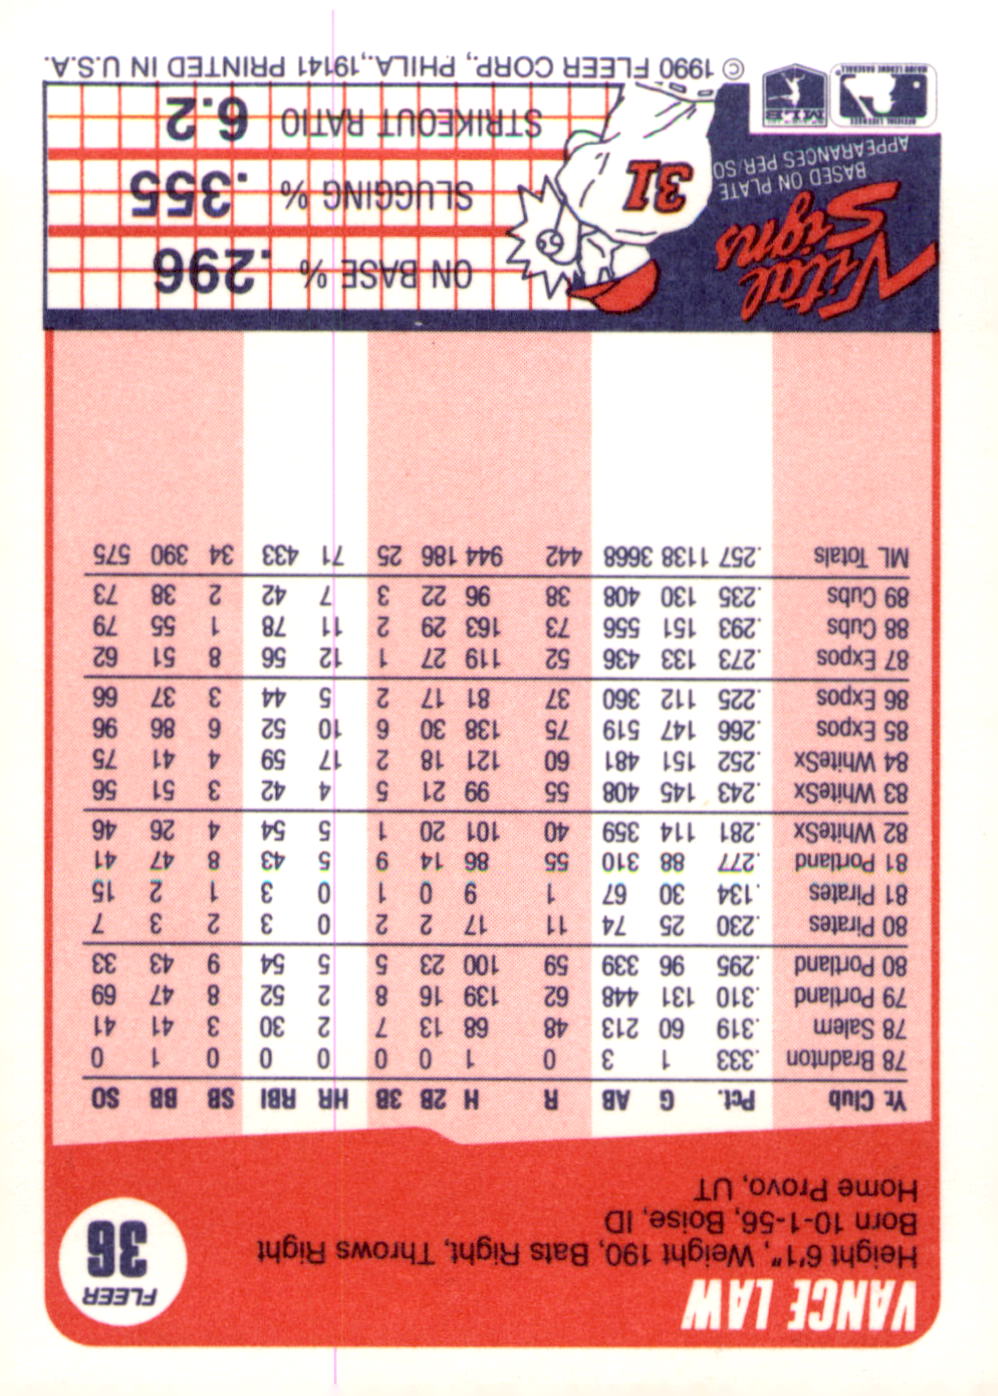 VANCE LAW
Height 6'1", Weight 190, Bats Right, Throws Right
Born 10-1-56, Boise, ID
Home Provo, UT
FLEER
36
Yr. Club Pct. G AB R H 2B 3B HR RBI SB BB SO
78 Bradnton .333 1 3 0 1 0 0 0 0 0 1 0
78 Salem .319 60 213 48 68 13 7 2 30 3 41 41
79 Portland .310 131 448 62 139 16 8 2 52 8 47 69
80 Portland .295 96 339 59 100 23 5 5 54 9 43 33
80 Pirates .230 25 74 11 17 2 2 0 3 2 3 7
81 Pirates .134 30 67 1 9 0 1 0 3 1 2 15
81 Portland .277 88 310 55 86 14 9 5 43 8 47 41
82 WhiteSx .281 114 359 40 101 20 1 5 54 4 26 46
83 WhiteSx .243 145 408 55 99 21 5 4 42 3 51 56
84 WhiteSx .252 151 481 60 121 18 2 17 59 4 41 75
85 Expos .266 147 519 75 138 30 6 10 52 6 86 96
86 Expos .225 112 360 37 81 17 2 5 44 3 37 66
87 Expos .273 133 436 52 119 27 1 12 56 8 51 62
88 Cubs .293 151 556 73 163 29 2 11 78 1 55 79
89 Cubs .235 130 408 38 96 22 3 7 42 2 38 73
ML Totals .257 1138 3668 442 944 186 25 71 433 34 390 575
Vital
Signs
BASED ON PLATE
APPEARANCES PER/SO
31
ON BASE % .296
SLUGGING % .355
STRIKEOUT RATIO 6.2
OFFICIAL LICENSEE
MAJOR LEAGUE BASEBALL
MLB
© 1990 FLEER CORP., PHILA., 19141 PRINTED IN U.S.A.